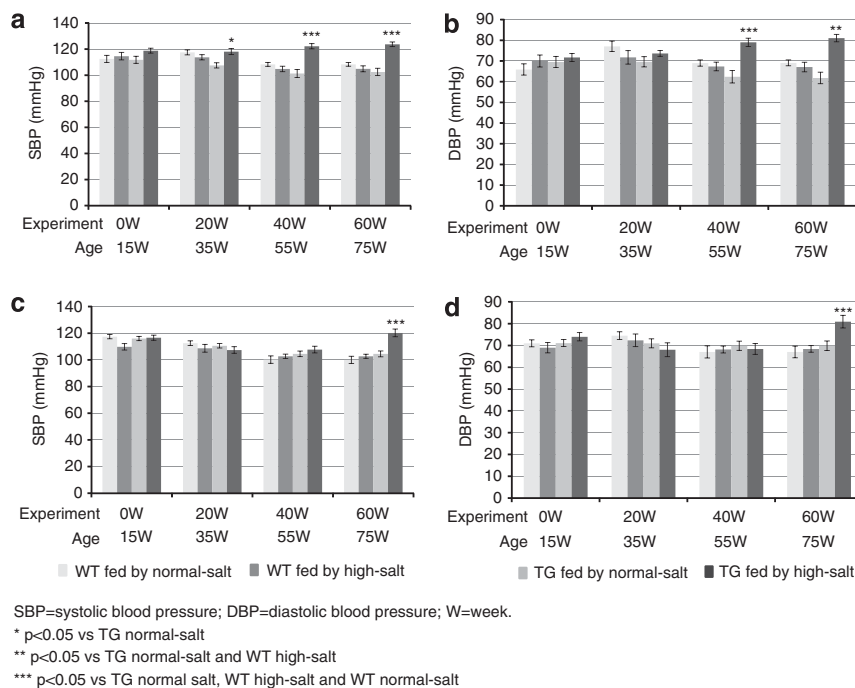 a
140
120
100
80
60
40
20
0
SBP (mmHg)
*
***
***
Experiment 0W 20W 40W 60W
Age 15W 35W 55W 75W
b
90
80
70
60
50
40
30
20
10
0
DBP (mmHg)
***
**
Experiment 0W 20W 40W 60W
Age 15W 35W 55W 75W
c
140
120
100
80
60
40
20
0
SBP (mmHg)
***
Experiment 0W 20W 40W 60W
Age 15W 35W 55W 75W
d
90
80
70
60
50
40
30
20
10
0
DBP (mmHg)
***
Experiment 0W 20W 40W 60W
Age 15W 35W 55W 75W
WT fed by normal-salt WT fed by high-salt TG fed by normal-salt TG fed by high-salt
SBP=systolic blood pressure; DBP=diastolic blood pressure; W=week.
* p<0.05 vs TG normal-salt
** p<0.05 vs TG normal-salt and WT high-salt
*** p<0.05 vs TG normal salt, WT high-salt and WT normal-salt